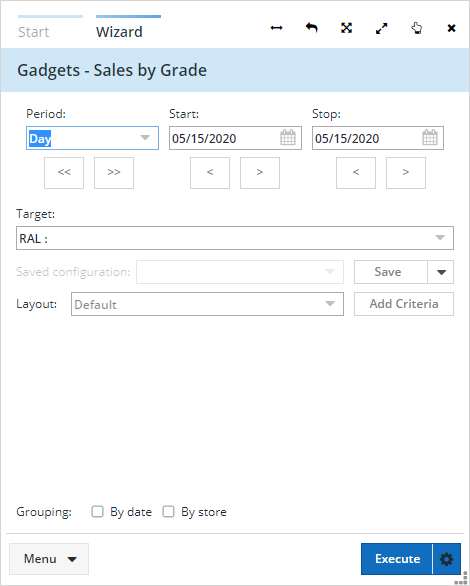 Start Wizard
Gadgets - Sales by Grade
Period: Start: Stop:
Day 05/15/2020 05/15/2020
<< >> < > < >
Target:
RAL :
Saved configuration: Save
Layout: Default Add Criteria
Grouping: By date By store
Menu Execute